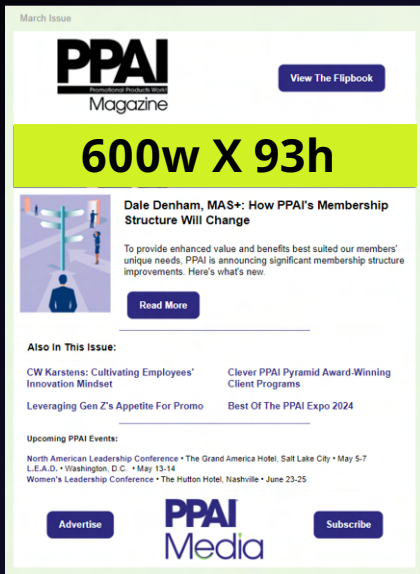 March Issue
PPAI
Promotional Products Work!
Magazine
View The Flipbook
600w X 93h
Dale Denham, MAS+: How PPAI's Membership
Structure Will Change
To provide enhanced value and benefits best suited our members'
unique needs, PPAI is announcing significant membership structure
improvements. Here's what's new.
Read More
Also In This Issue:
CW Karstens: Cultivating Employees'
Innovation Mindset
Clever PPAI Pyramid Award-Winning
Client Programs
Leveraging Gen Z's Appetite For Promo
Best Of The PPAI Expo 2024
Upcoming PPAI Events:
North American Leadership Conference • The Grand America Hotel, Salt Lake City • May 5-7
L.E.A.D. • Washington, D.C. • May 13-14
Women's Leadership Conference • The Hutton Hotel, Nashville • June 23-25
Advertise
PPAI
Media
Subscribe